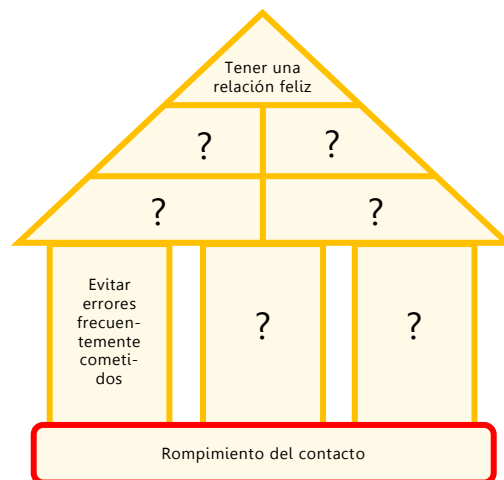 Tener una
relación feliz
? ?
? ?
Evitar
errores
frecuen-
temente
cometi-
dos
? ?
Rompimiento del contacto